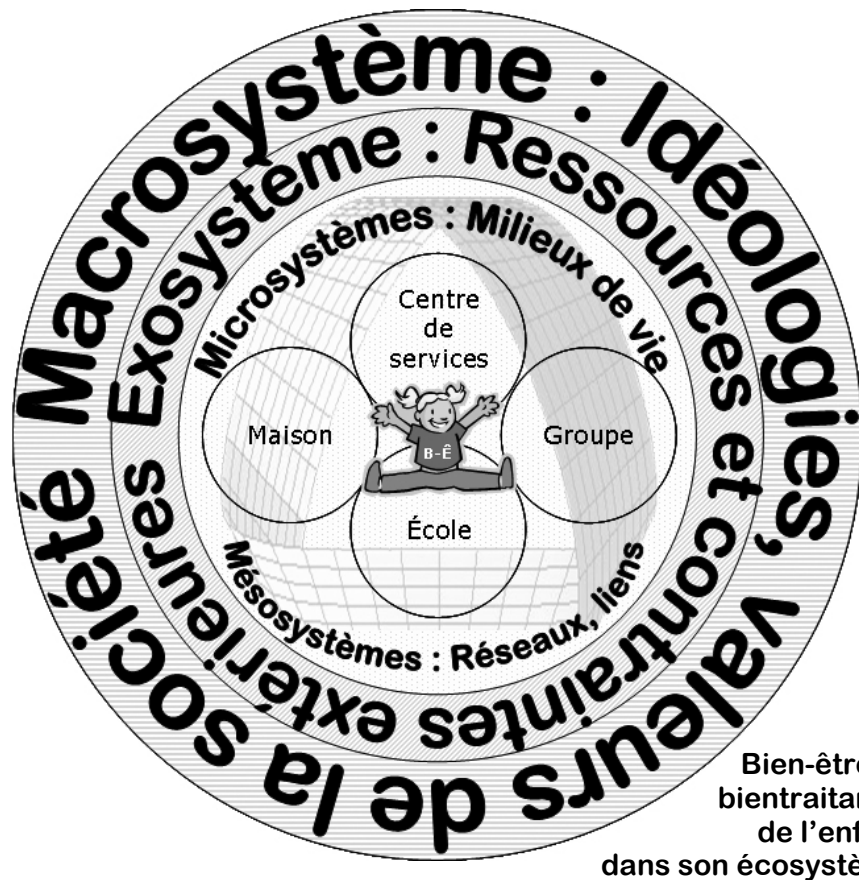 Macrosystème : Idéologies, valeurs de la société
Exosystème : Ressources et contraintes extérieures
Microsystèmes : Milieux de vie
Centre
de
services
Maison
Groupe
B-Ê
École
Mésosystèmes : Réseaux, liens
Bien-être
bientraitan
de l’enf
dans son écosystè